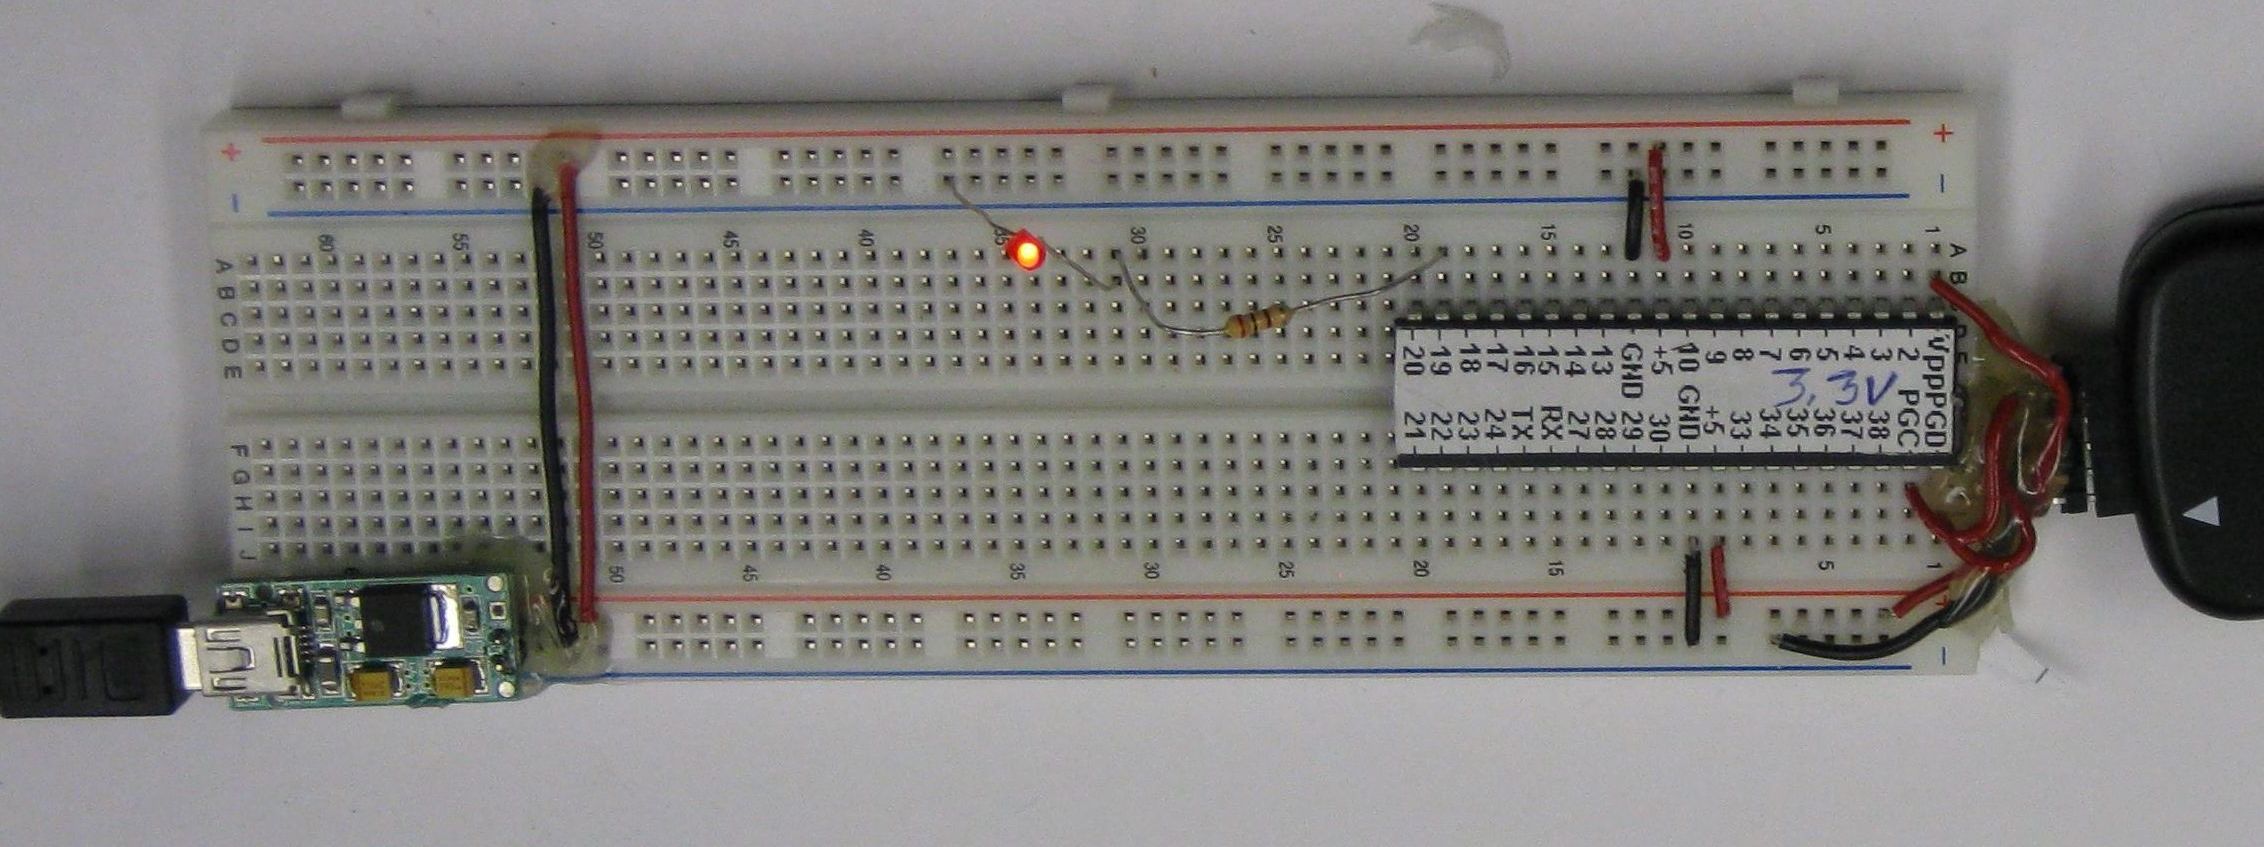 + +
- -
60 55 50 45 40 35 30 25 20 15 10 5 1
A A
B B
C
D
E
VppPGD
2 PGC
3 38
4 37
5 36
6 35
7 34
8 33
9 +5
10 GND
+5 30
GND 29
13 28
14 27
15 RX
16 TX
17 24
18 23
19 22
20 21
3.3V
F
G
H
I
J
50 45 40 35 30 25 20 15 5 1
+
-